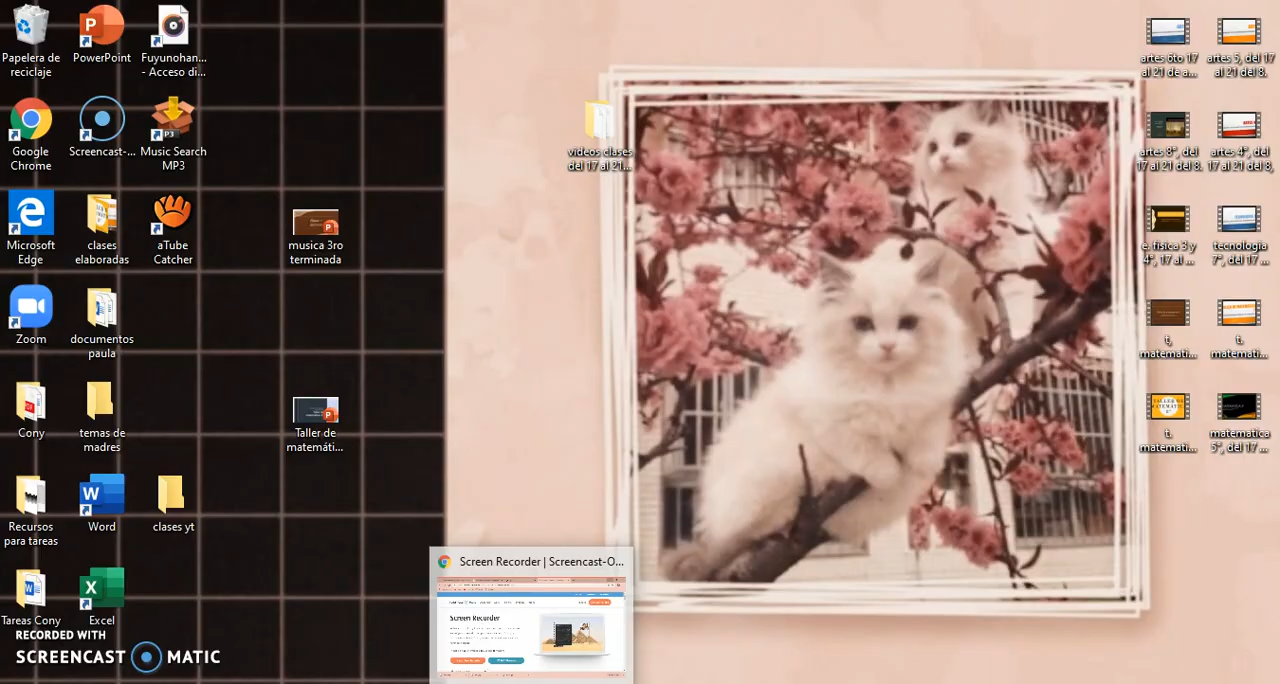 Papelera de
reciclaje
PowerPoint
Fuyunohan...
- Acceso di...
Google
Chrome
Screencast-...
Music Search
MP3
Microsoft
Edge
clases
elaboradas
aTube
Catcher
musica 3ro
terminada
Zoom
documentos
paula
Cony
temas de
madres
Taller de
matemáti...
Recursos
para tareas
Word
clases yt
Tareas Cony
Excel
RECORDED WITH
SCREENCAST MATIC
videos clases
del 17 al 21...
Screen Recorder | Screencast-O...
Screen Recorder
artes 6to 17
al 21 de a...
artes 5, del 17
al 21 del 8.
artes 8°, del
17 al 21 del 8.
artes 4°, del
17 al 21 del 8,
e. fisica 3 y
4°, 17 al ...
tecnologia
7°, del 17 ...
t,
matemati...
t.
matemati...
t.
matemati...
matematica
5°, del 17 ...